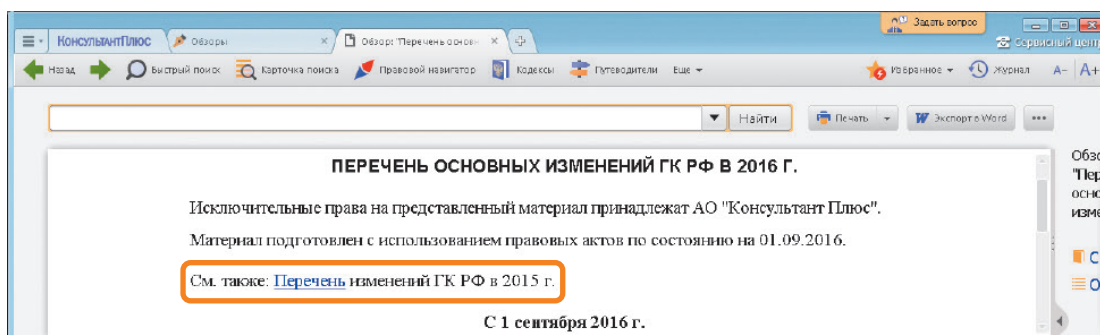 Задать вопрос
КонсультантПлюс
Обзоры
Обзор: "Перечень основн
Сервисный цент
Назад
Быстрый поиск
Карточка поиска
Правовой навигатор
Кодексы
Путеводители
Еще
Избранное
Журнал
А-
А+
Найти
Печать
Экспорт в Word
ПЕРЕЧЕНЬ ОСНОВНЫХ ИЗМЕНЕНИЙ ГК РФ В 2016 Г.
Исключительные права на представленный материал принадлежат АО "Консультант Плюс".
Материал подготовлен с использованием правовых актов по состоянию на 01.09.2016.
См. также: Перечень изменений ГК РФ в 2015 г.
С 1 сентября 2016 г.
Обзо
"Пер
осно
изме
С
О